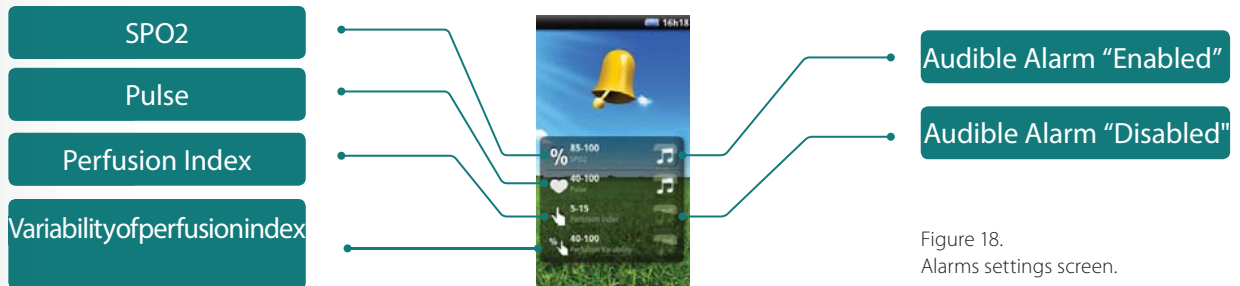 SPO2
Pulse
Perfusion Index
Variabilityofperfusionindex
16h18
85-100
SPO2
40-100
Pulse
5-15
Perfusion Index
40-100
Perfusion Variability
%
%
Audible Alarm “Enabled”
Audible Alarm “Disabled"
Figure 18.
Alarms settings screen.